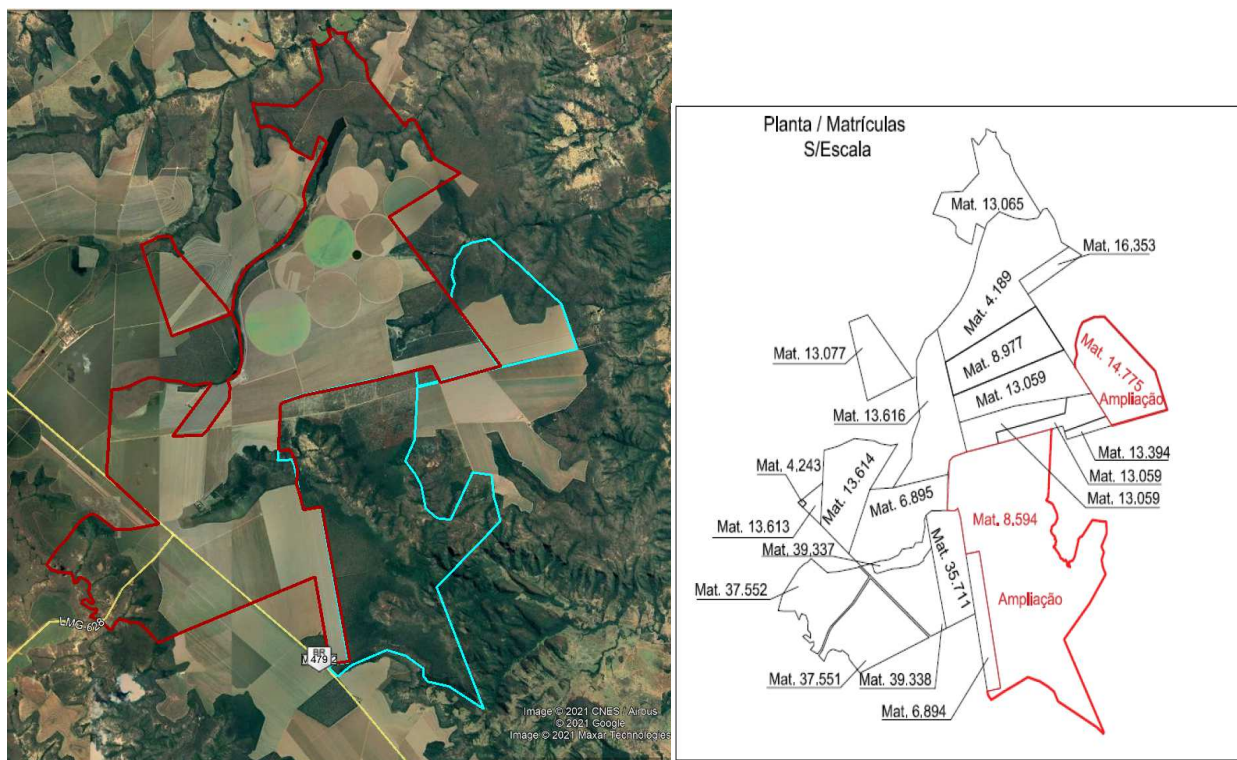 LMG-628
BR
479
Image © 2021 CNES / Airbus
© 2021 Google
Image © 2021 Maxar Technologies
Planta / Matrículas
S/Escala
Mat. 13.065
Mat. 16.353
Mat. 4.189
Mat. 13.077
Mat. 8.977
Mat. 14.775
Mat. 13.059
Ampliação
Mat. 13.616
Mat. 13.394
Mat. 4.243
Mat. 13.614
Mat. 13.059
Mat. 6.895
Mat. 13.059
Mat. 13.613
Mat. 8.594
Mat. 39.337
Mat. 35.711
Mat. 37.552
Ampliação
Mat. 37.551
Mat. 39.338
Mat. 6.894